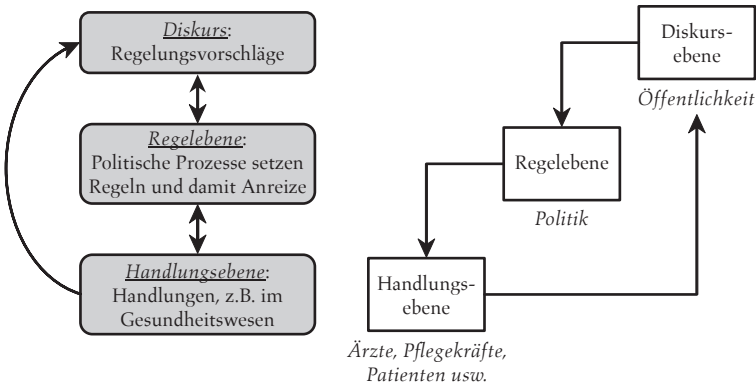 Diskurs:
Regelungsvorschläge
Regelebene:
Politische Prozesse setzen
Regeln und damit Anreize
Handlungsebene:
Handlungen, z.B. im
Gesundheitswesen
Diskurs-
ebene
Öffentlichkeit
Regelebene
Politik
Handlungs-
ebene
Ärzte, Pflegekräfte,
Patienten usw.